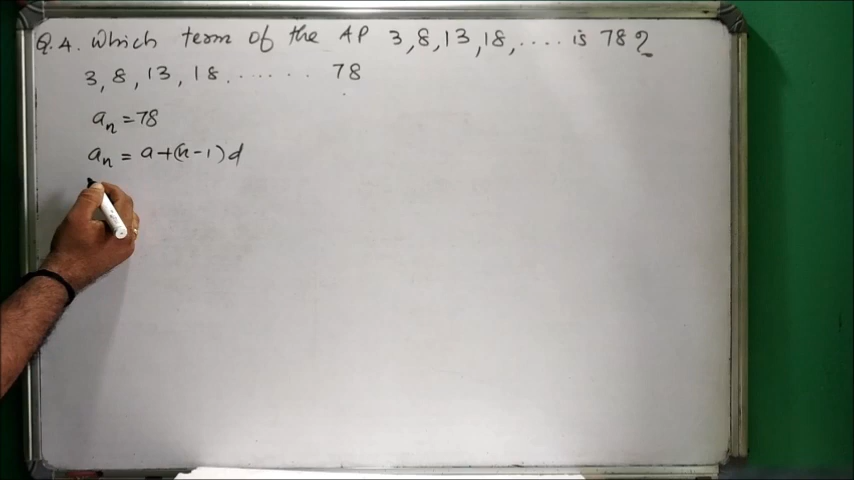 Q.4. Which term of the AP 3,8,13,18,.... is 78?
3, 8, 13, 18....... 78
aₙ = 78
aₙ = a+(n-1)d